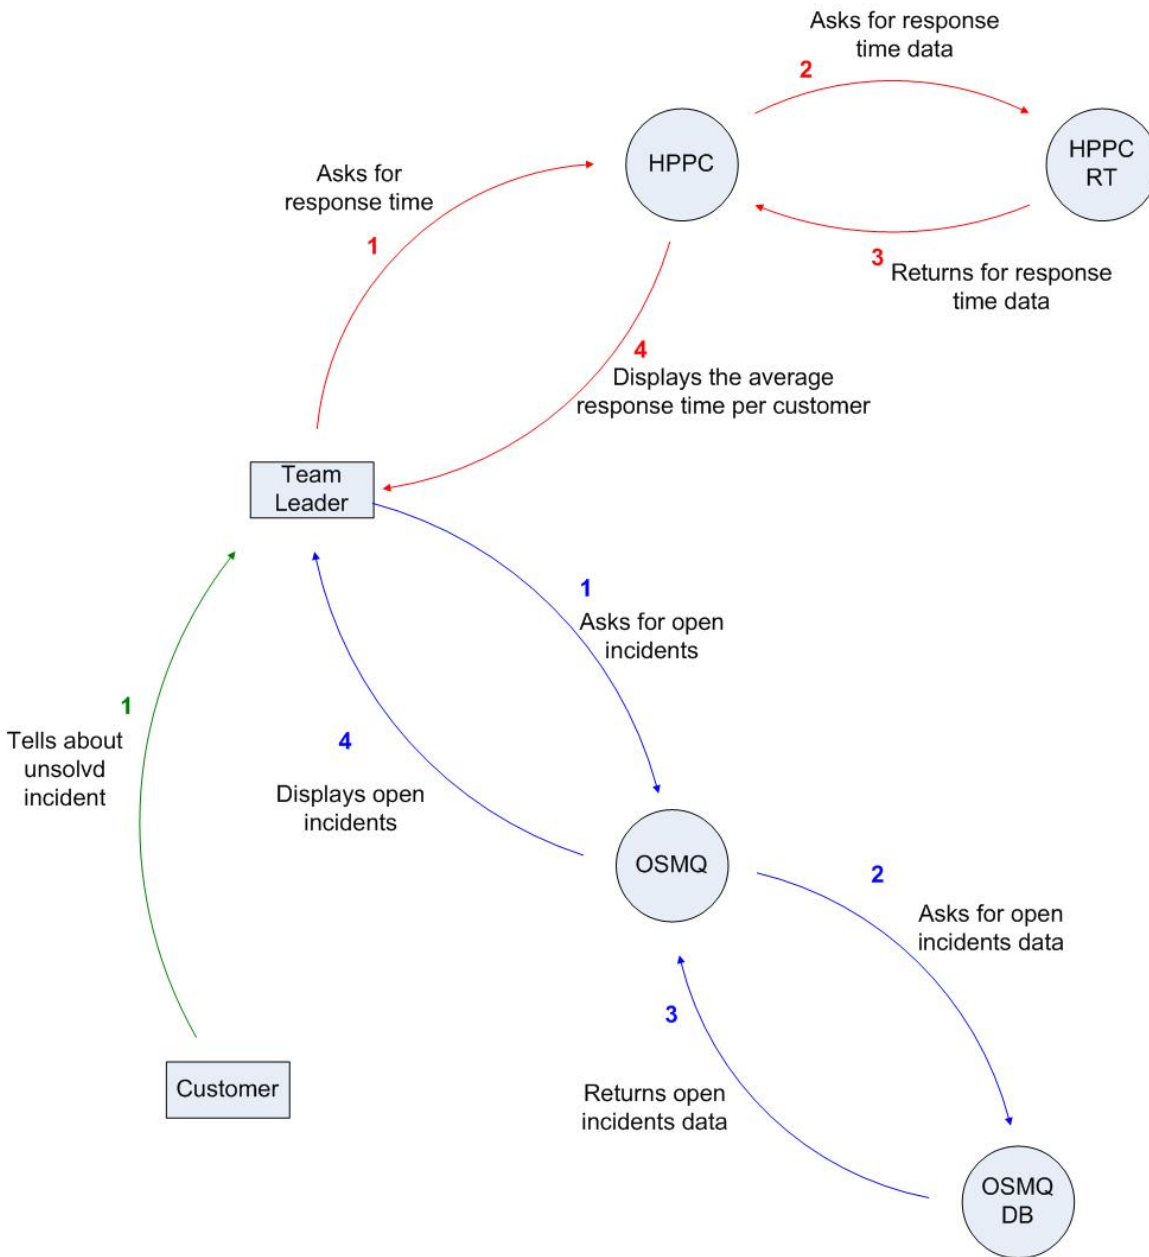 Asks for response
time data
2
HPPC
HPPC
RT
Asks for
response time
1
3
Returns for response
time data
4
Displays the average
response time per customer
Team
Leader
1
Asks for open
incidents
1
Tells about
unsolvd
incident
4
Displays open
incidents
OSMQ
2
Asks for open
incidents data
3
Returns open
incidents data
Customer
OSMQ
DB